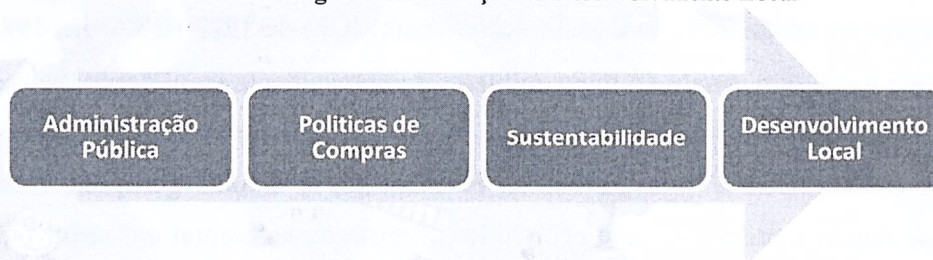 Administração
Pública
Politicas de
Compras
Sustentabilidade
Desenvolvimento
Local